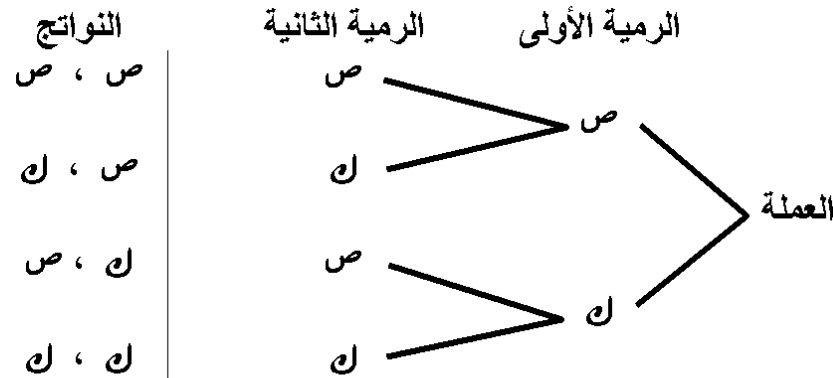 الرمية الأولى الرمية الثانية النواتج
ص ص ، ص
ص
ك ص ، ك
العملة
ص ك ، ص
ك
ك ك ، ك